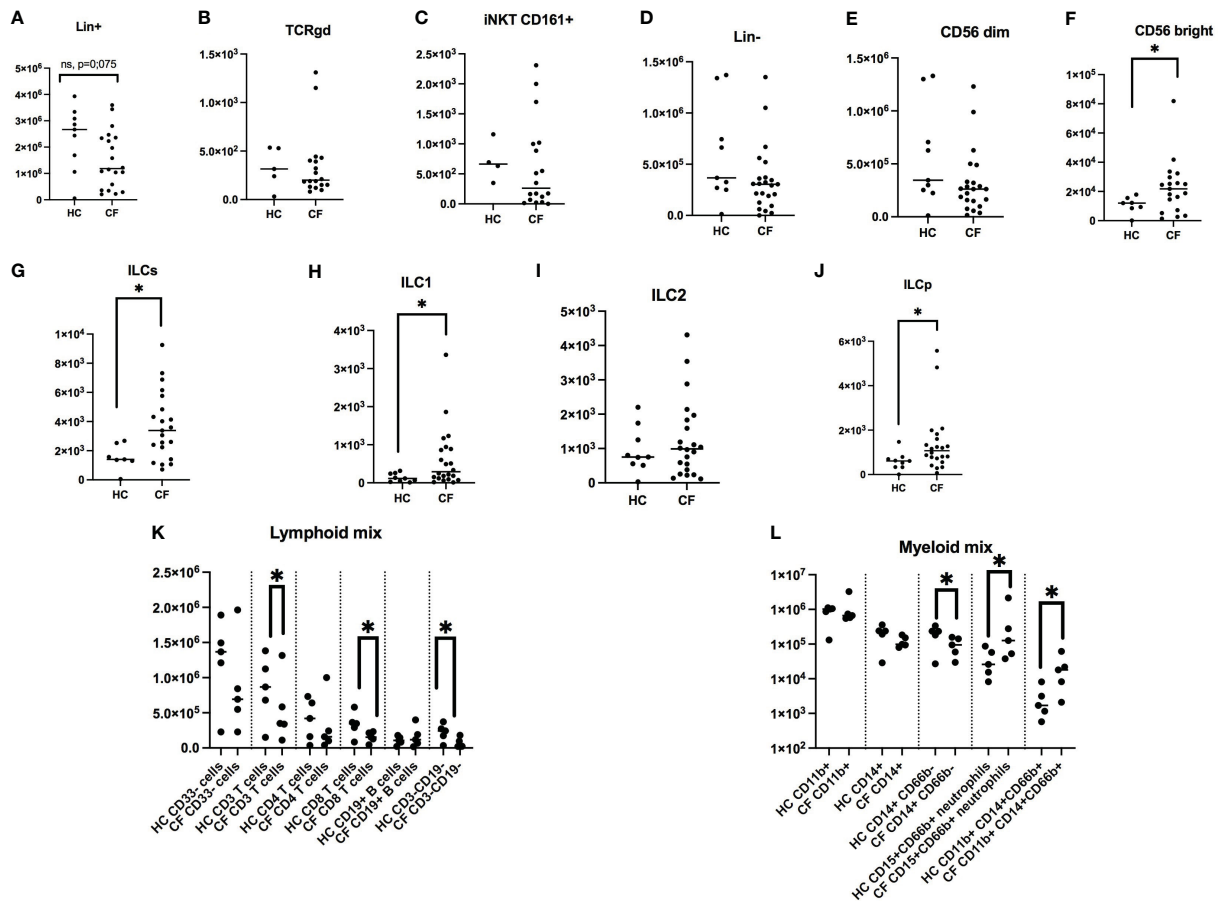 A
Lin+
ns, p=0;075
5×10⁶
4×10⁶
3×10⁶
2×10⁶
1×10⁶
0
HC CF
B
TCRgd
1.5×10³
1.0×10³
5.0×10²
0.0
HC CF
C
iNKT CD161+
2.5×10³
2.0×10³
1.5×10³
1.0×10³
5.0×10²
0.0
HC CF
D
Lin-
1.5×10⁶
1.0×10⁶
5.0×10⁵
0.0
HC CF
E
CD56 dim
1.5×10⁶
1.0×10⁶
5.0×10⁵
0.0
HC CF
F
CD56 bright
*
1×10⁵
8×10⁴
6×10⁴
4×10⁴
2×10⁴
0
HC CF
G
ILCs
*
1×10⁴
8×10³
6×10³
4×10³
2×10³
0
HC CF
H
ILC1
*
4×10³
3×10³
2×10³
1×10³
0
HC CF
I
ILC2
5×10³
4×10³
3×10³
2×10³
1×10³
0
HC CF
J
ILCp
*
6×10³
4×10³
2×10³
0
HC CF
K
Lymphoid mix
* * *
2.5×10⁶
2.0×10⁶
1.5×10⁶
1.0×10⁶
5.0×10⁵
0.0
HC CD33- cells
CF CD33- cells
HC CD3 T cells
CF CD3 T cells
HC CD4 T cells
CF CD4 T cells
HC CD8 T cells
CF CD8 T cells
HC CD19+ B cells
CF CD19+ B cells
HC CD3-CD19-
CF CD3-CD19-
L
Myeloid mix
* * *
1×10⁷
1×10⁶
1×10⁵
1×10⁴
1×10³
1×10²
HC CD11b+
CF CD11b+
HC CD14+
CF CD14+
HC CD14+ CD66b-
CF CD14+ CD66b-
HC CD15+CD66b+ neutrophils
CF CD15+CD66b+ neutrophils
HC CD11b+ CD14+CD66b+
CF CD11b+ CD14+CD66b+